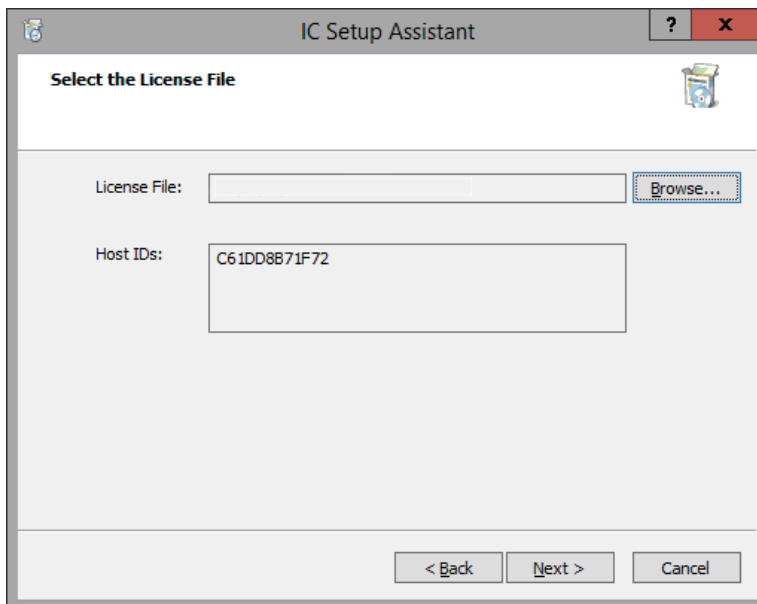 IC Setup Assistant
? x
Select the License File
License File:
Browse...
Host IDs:
C61DD8B71F72
< Back
Next >
Cancel